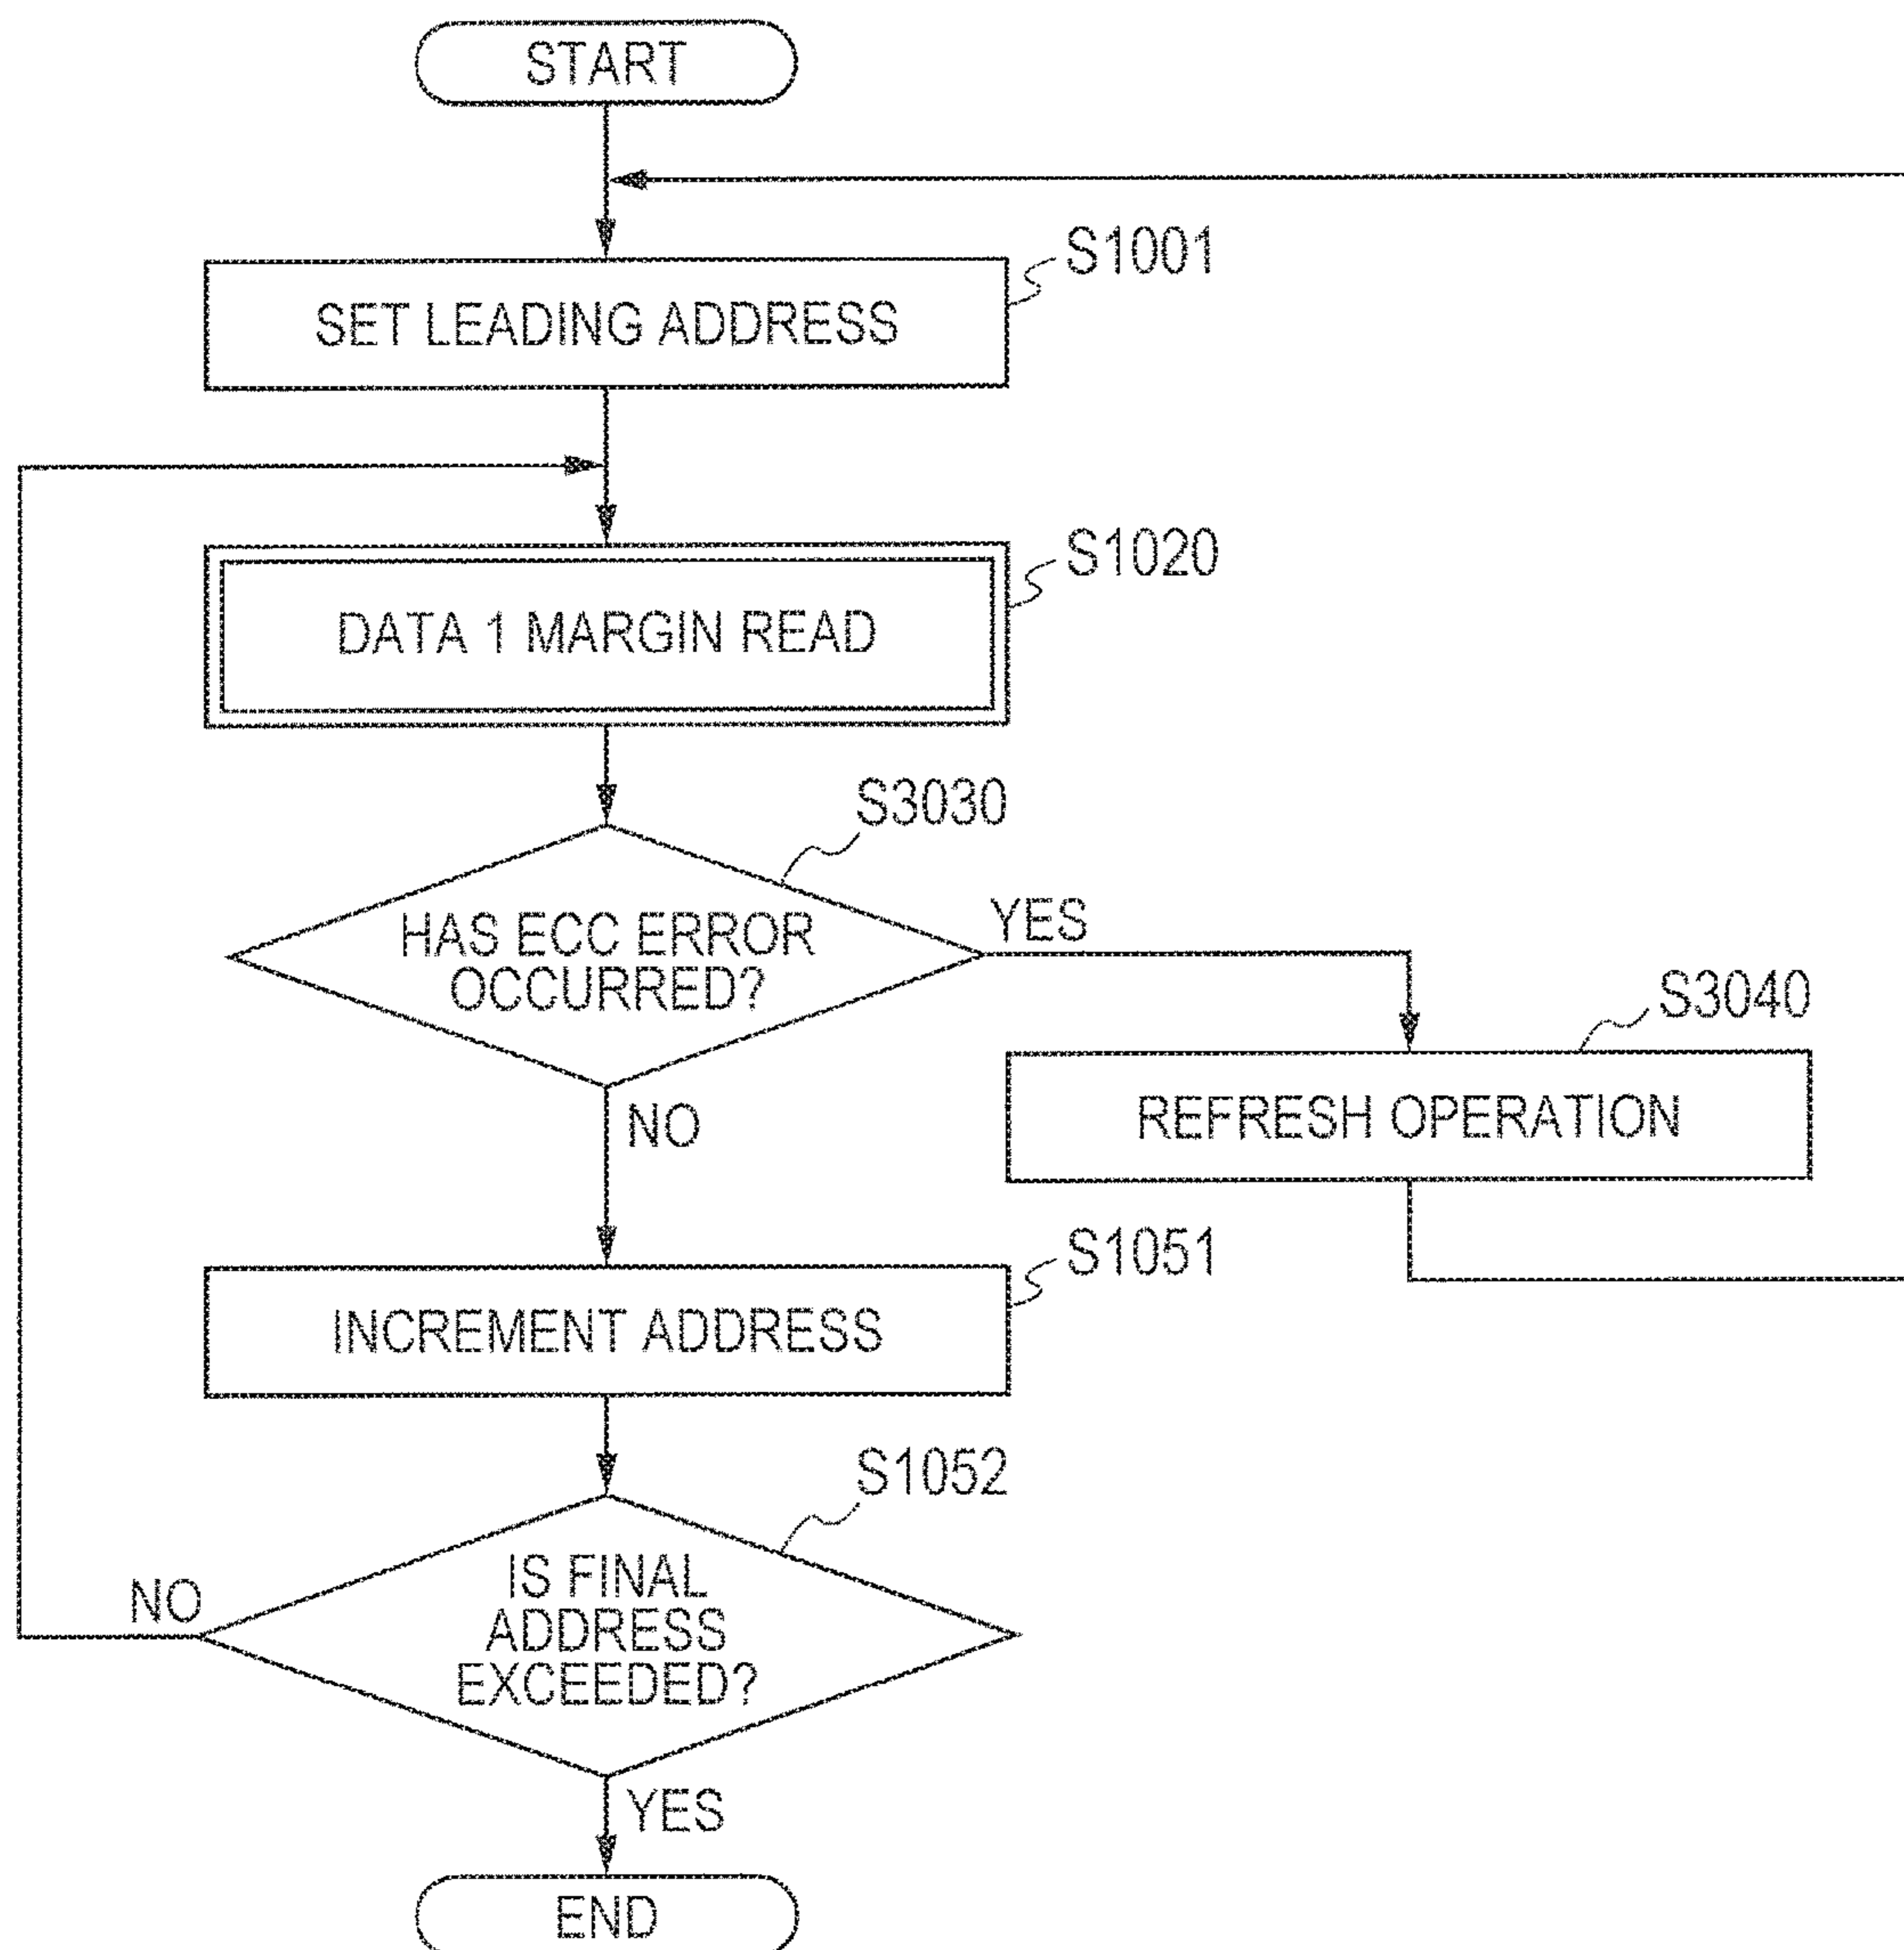 START
S1001
SET LEADING ADDRESS
S1020
DATA 1 MARGIN READ
S3030
HAS ECC ERROR
OCCURRED?
YES
S3040
REFRESH OPERATION
NO
S1051
INCREMENT ADDRESS
S1052
IS FINAL
ADDRESS
EXCEEDED?
NO
YES
END